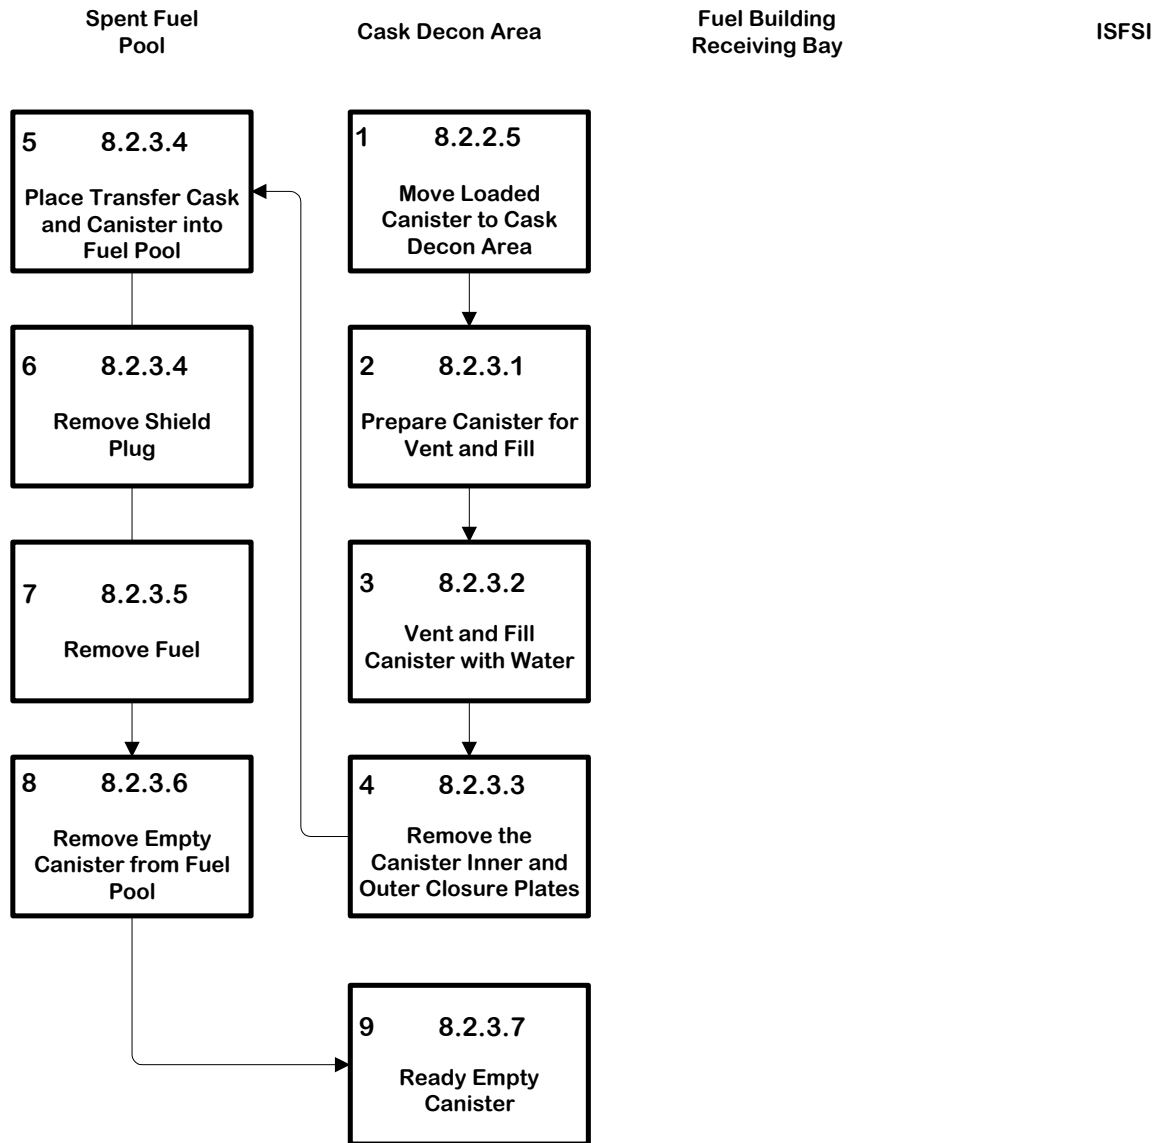 Spent Fuel
Pool
Cask Decon Area
Fuel Building
Receiving Bay
ISFSI
5 8.2.3.4
Place Transfer Cask
and Canister into
Fuel Pool
1 8.2.2.5
Move Loaded
Canister to Cask
Decon Area
6 8.2.3.4
Remove Shield
Plug
2 8.2.3.1
Prepare Canister for
Vent and Fill
7 8.2.3.5
Remove Fuel
3 8.2.3.2
Vent and Fill
Canister with Water
8 8.2.3.6
Remove Empty
Canister from Fuel
Pool
4 8.2.3.3
Remove the
Canister Inner and
Outer Closure Plates
9 8.2.3.7
Ready Empty
Canister